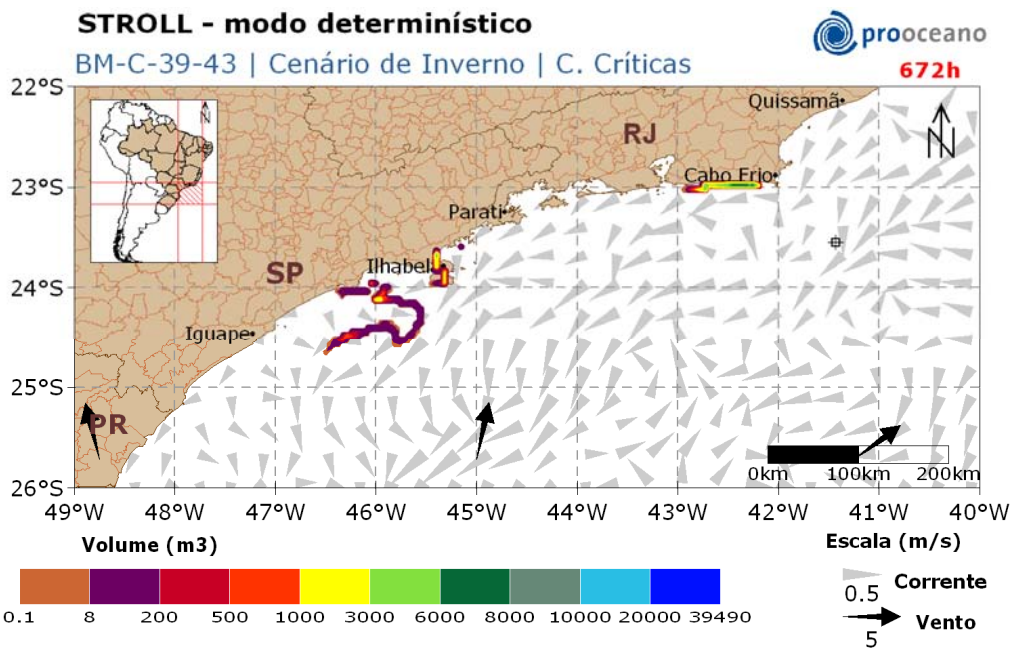 STROLL - modo determinístico
prooceano
BM-C-39-43 | Cenário de Inverno | C. Críticas
672h
22°S
23°S
24°S
25°S
26°S
N
Quissamã
N
RJ
Cabo Frio
Parati
SP
Ilhabel
Iguape
PR
0km 100km 200km
49°W 48°W 47°W 46°W 45°W 44°W 43°W 42°W 41°W 40°W
Volume (m3)
Escala (m/s)
0.1 8 200 500 1000 3000 6000 8000 10000 20000 39490
Corrente
0.5
Vento
5